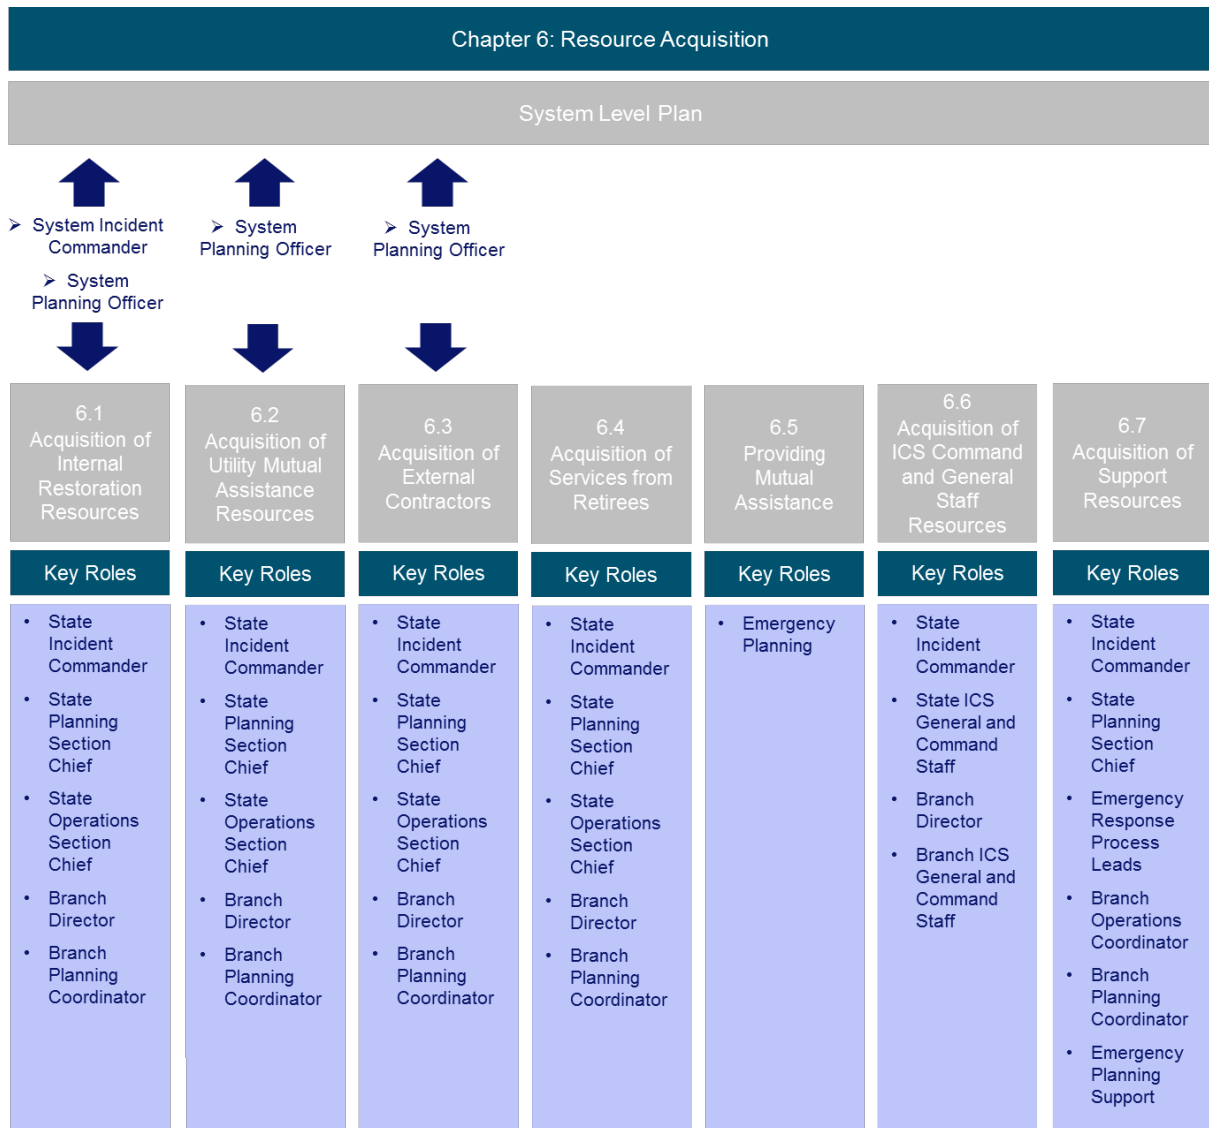 Chapter 6: Resource Acquisition
System Level Plan
➢ System Incident
Commander
➢ System
Planning Officer
➢ System
Planning Officer
➢ System
Planning Officer
6.1
Acquisition of
Internal
Restoration
Resources
Key Roles
• State
Incident
Commander
• State
Planning
Section
Chief
• State
Operations
Section
Chief
• Branch
Director
• Branch
Planning
Coordinator
6.2
Acquisition of
Utility Mutual
Assistance
Resources
Key Roles
• State
Incident
Commander
• State
Planning
Section
Chief
• State
Operations
Section
Chief
• Branch
Director
• Branch
Planning
Coordinator
6.3
Acquisition of
External
Contractors
Key Roles
• State
Incident
Commander
• State
Planning
Section
Chief
• State
Operations
Section
Chief
• Branch
Director
• Branch
Planning
Coordinator
6.4
Acquisition of
Services from
Retirees
Key Roles
• State
Incident
Commander
• State
Planning
Section
Chief
• State
Operations
Section
Chief
• Branch
Director
• Branch
Planning
Coordinator
6.5
Providing
Mutual
Assistance
Key Roles
• Emergency
Planning
6.6
Acquisition of
ICS Command
and General
Staff
Resources
Key Roles
• State
Incident
Commander
• State ICS
General and
Command
Staff
• Branch
Director
• Branch ICS
General and
Command
Staff
6.7
Acquisition of
Support
Resources
Key Roles
• State
Incident
Commander
• State
Planning
Section
Chief
• Emergency
Response
Process
Leads
• Branch
Operations
Coordinator
• Branch
Planning
Coordinator
• Emergency
Planning
Support